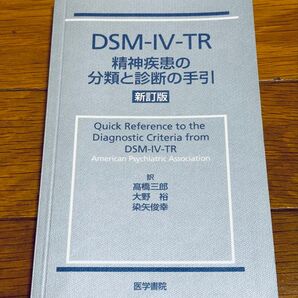 DSM-IV-TR
精神疾患の
分類と診断の手引
新訂版
Quick Reference to the
Diagnostic Criteria from
DSM-IV-TR
American Psychiatric Association
訳
高橋三郎
大野 裕
染矢俊幸
医学書院